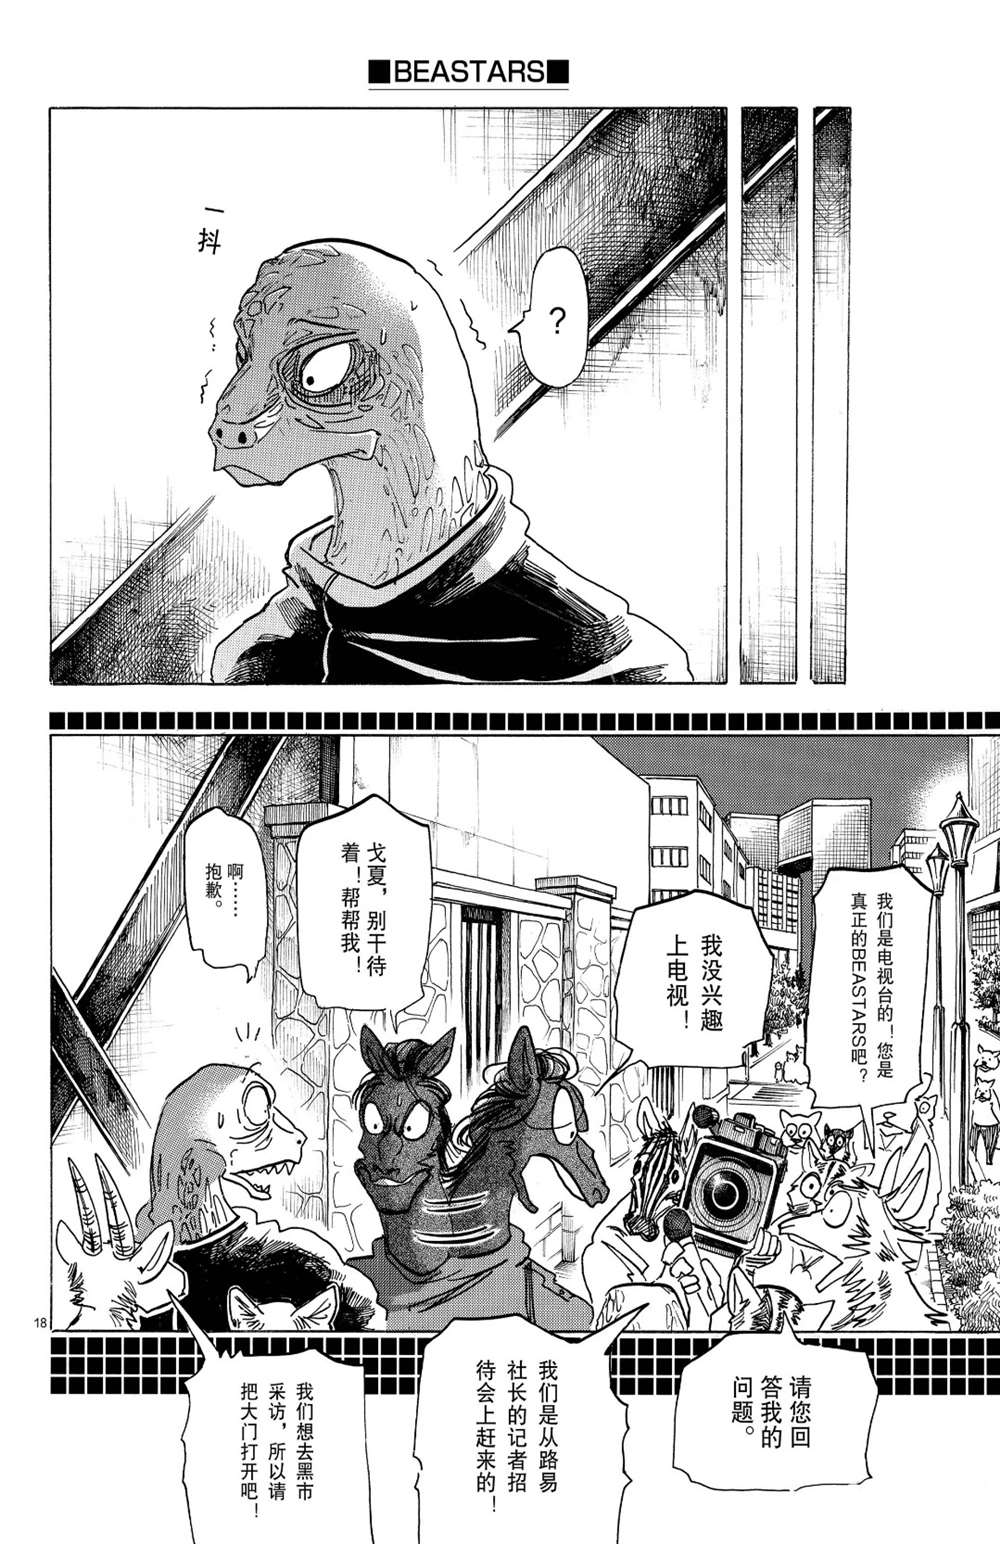 ■BEASTARS■
一
抖
?
我们是电视台的！您是
真正的BEASTARS吧？
我没兴趣
上电视！
戈夏，别干待
着！帮帮我！
啊……
抱歉。
请您回
答我的
问题。
我们是从路易
社长的记者招
待会上赶来的！
我们想去黑市
采访，所以请
把大门打开吧！
18